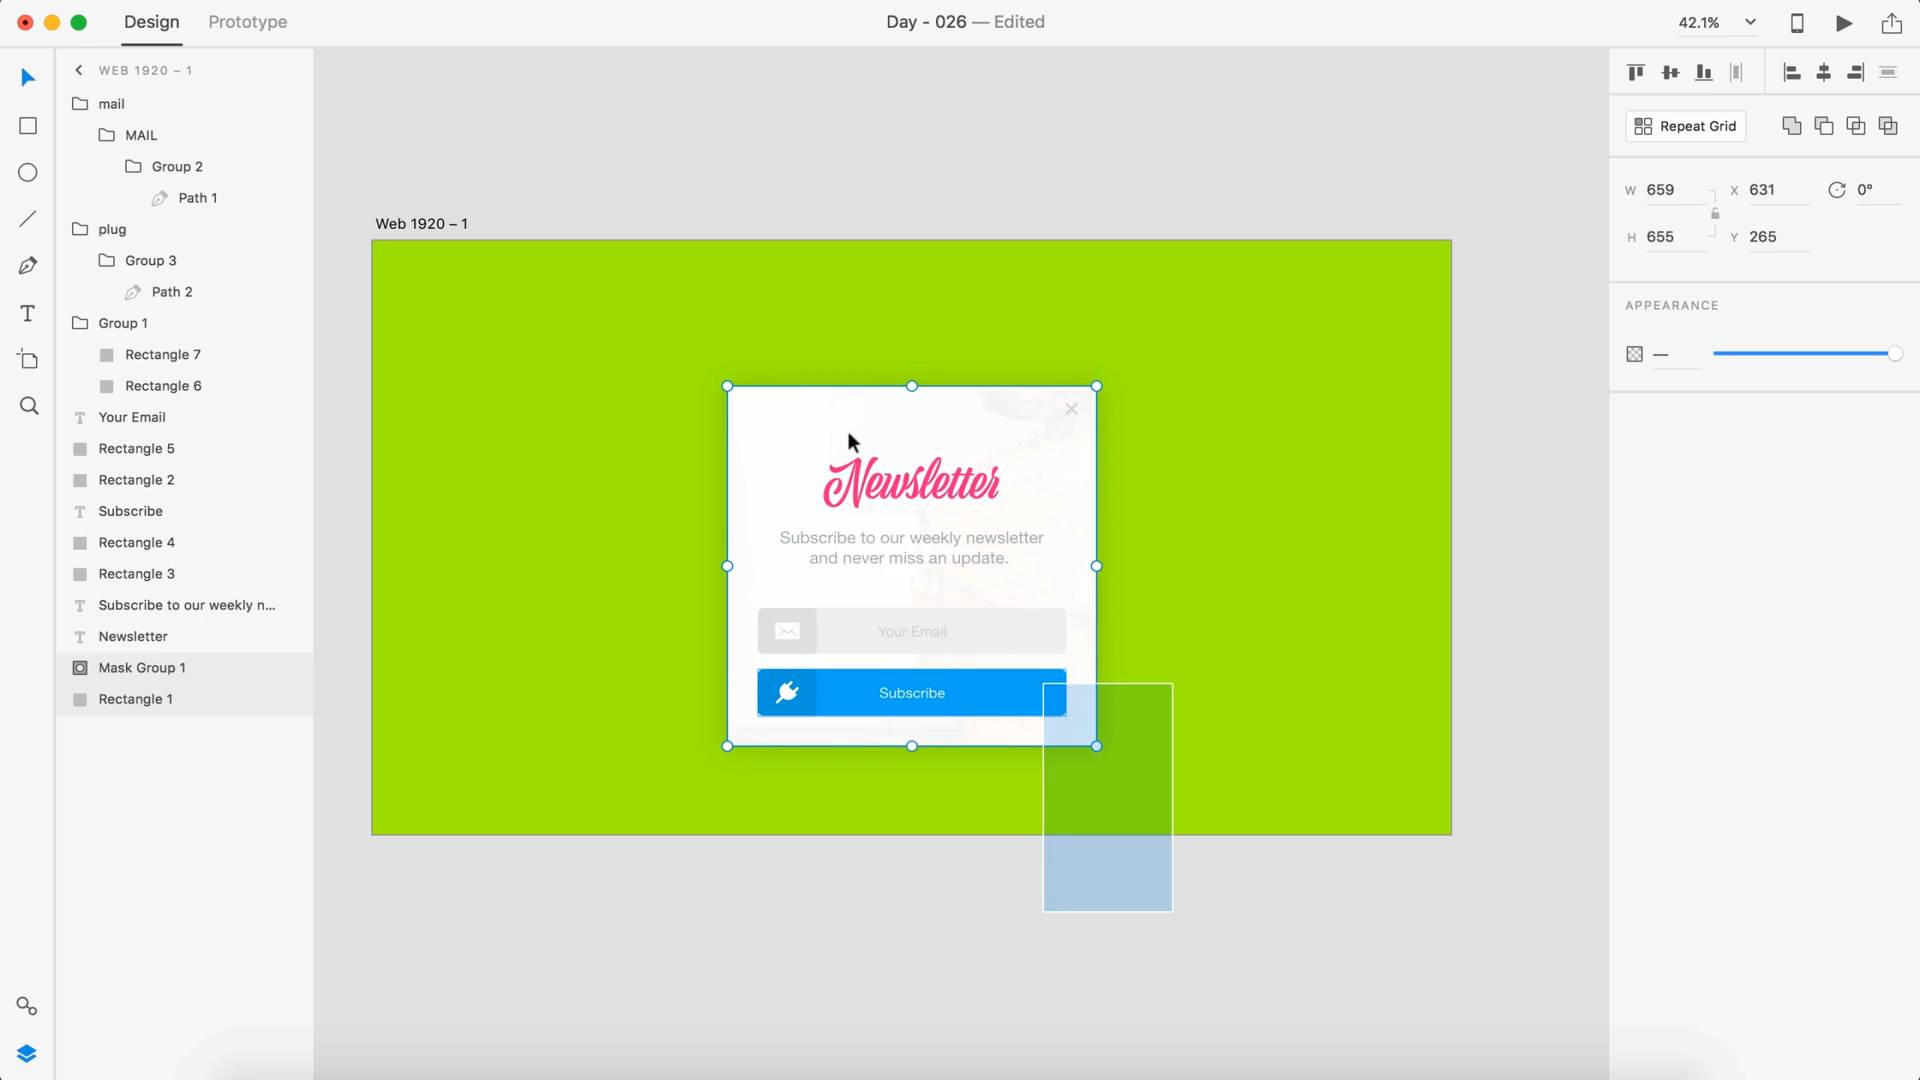 Design
Prototype
Day - 026 — Edited
42.1%
WEB 1920 – 1
mail
MAIL
Group 2
Path 1
plug
Group 3
Path 2
Group 1
Rectangle 7
Rectangle 6
Your Email
Rectangle 5
Rectangle 2
Subscribe
Rectangle 4
Rectangle 3
Subscribe to our weekly n...
Newsletter
Mask Group 1
Rectangle 1
Web 1920 – 1
Newsletter
Subscribe to our weekly newsletter
and never miss an update.
Your Email
Subscribe
Repeat Grid
W 659
X 631
0°
H 655
Y 265
APPEARANCE
—